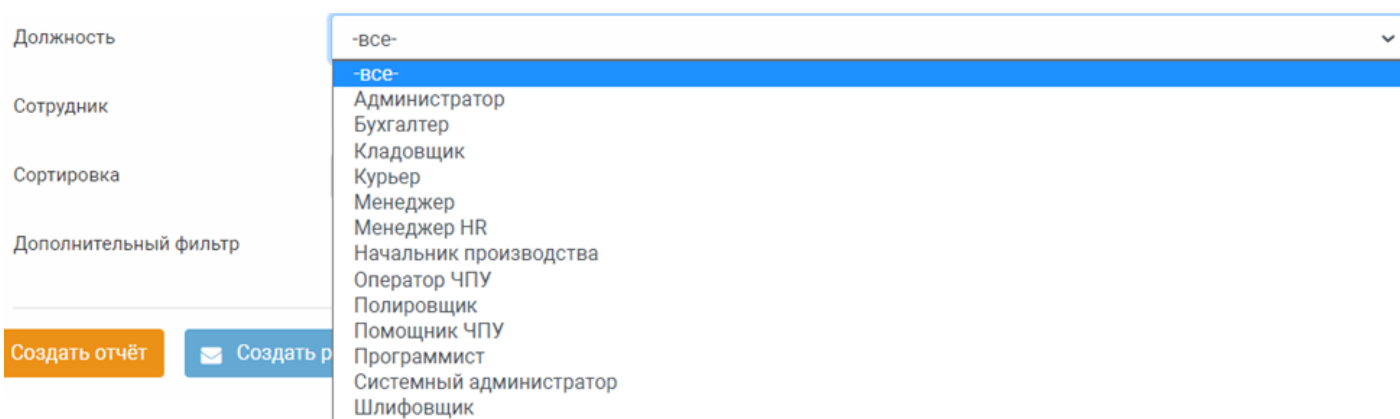 Должность
-все-
-все-
Администратор
Сотрудник
Бухгалтер
Кладовщик
Сортировка
Курьер
Менеджер
Менеджер HR
Дополнительный фильтр
Начальник производства
Оператор ЧПУ
Полировщик
Помощник ЧПУ
Создать отчёт
Создать р
Программист
Системный администратор
Шлифовщик